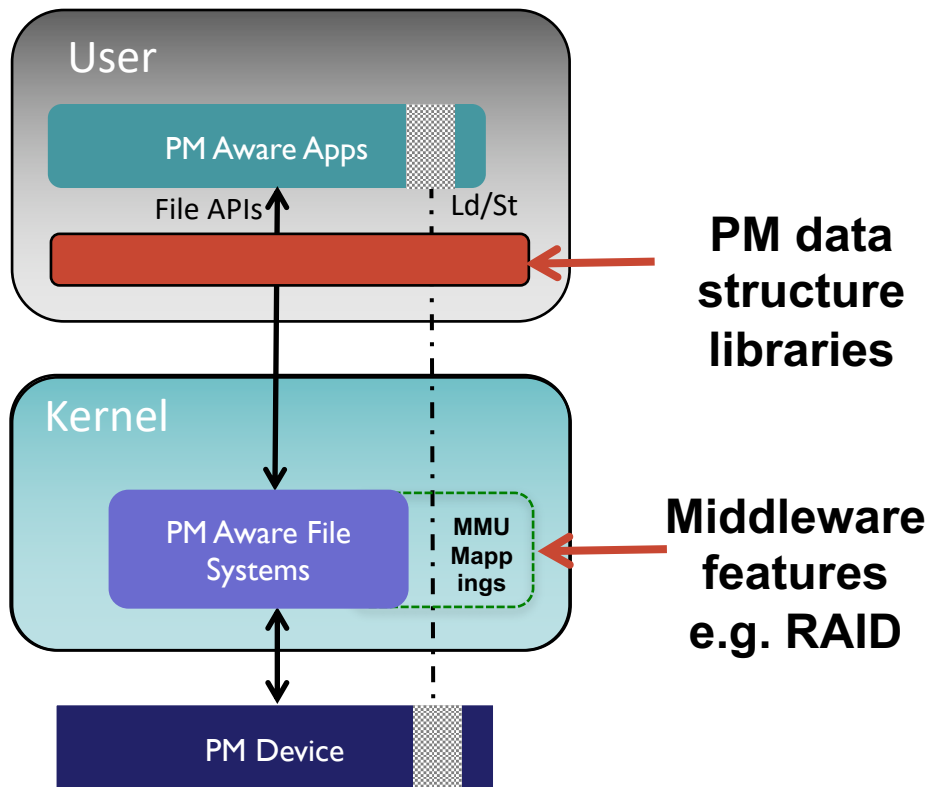 User
PM Aware Apps
File APIs
Ld/St
PM data
structure
libraries
Kernel
PM Aware File
Systems
MMU
Mapp
ings
Middleware
features
e.g. RAID
PM Device